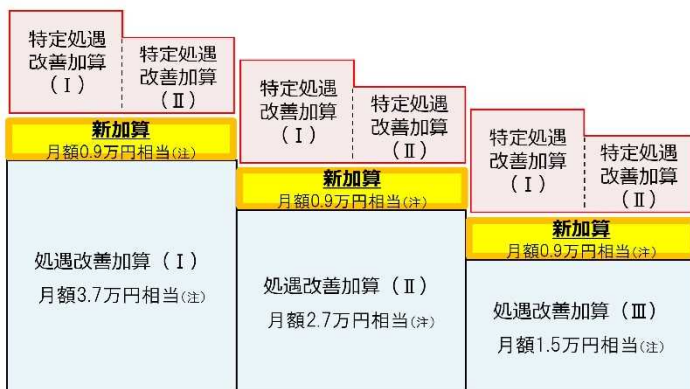 特定処遇
改善加算
（Ⅰ）
特定処遇
改善加算
（Ⅱ）
新加算
月額0.9万円相当(注)
処遇改善加算（Ⅰ）
月額3.7万円相当(注)
特定処遇
改善加算
（Ⅰ）
特定処遇
改善加算
（Ⅱ）
新加算
月額0.9万円相当(注)
処遇改善加算（Ⅱ）
月額2.7万円相当(注)
特定処遇
改善加算
（Ⅰ）
特定処遇
改善加算
（Ⅱ）
新加算
月額0.9万円相当(注)
処遇改善加算（Ⅲ）
月額1.5万円相当(注)